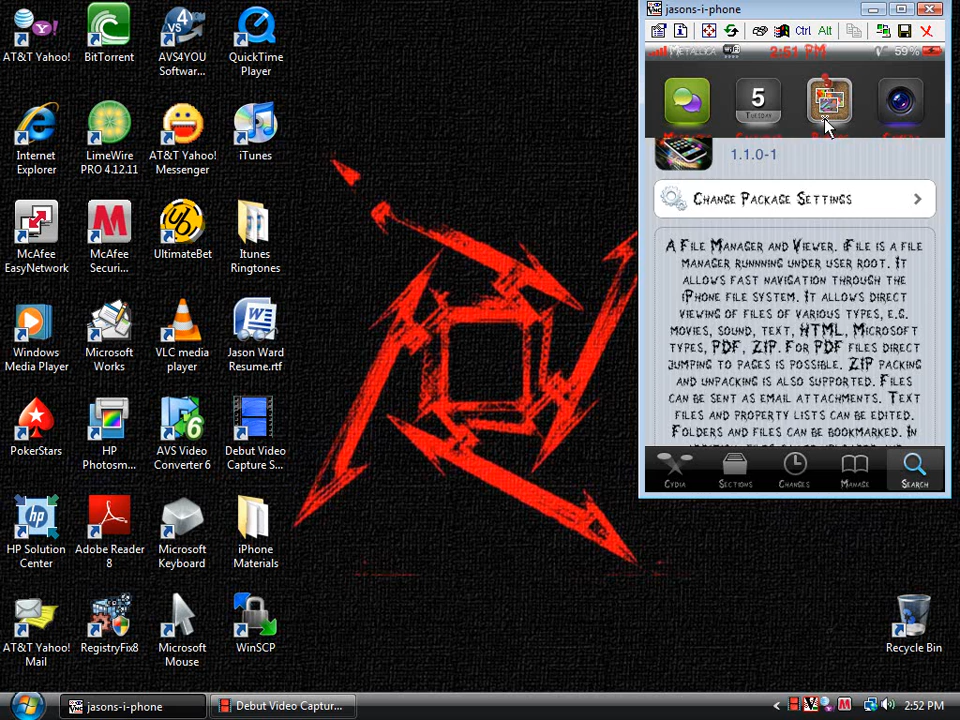 AT&T Yahoo!
BitTorrent
AVS4YOU
Softwar...
QuickTime
Player
Internet
Explorer
LimeWire
PRO 4.12.11
AT&T Yahoo!
Messenger
iTunes
McAfee
EasyNetwork
McAfee
Securi...
UltimateBet
Itunes
Ringtones
Windows
Media Player
Microsoft
Works
VLC media
player
Jason Ward
Resume.rtf
PokerStars
HP
Photosm...
AVS Video
Converter 6
Debut Video
Capture S...
HP Solution
Center
Adobe Reader
8
Microsoft
Keyboard
iPhone
Materials
AT&T Yahoo!
Mail
RegistryFix8
Microsoft
Mouse
WinSCP
Recycle Bin
jasons-i-phone
Ctrl Alt
Metallica
2:51 PM
59%
5
Tuesday
1.1.0-1
Change Package Settings
A File Manager and Viewer. iFile is a file
manager runnning under user root. It
allows fast navigation through the
iPhone file system. It allows direct
viewing of files of various types, e.g.
movies, sound, text, HTML, Microsoft
types, PDF, ZIP. For PDF files direct
jumping to pages is possible. ZIP packing
and unpacking is also supported. Files
can be sent as email attachments. Text
files and property lists can be edited.
Folders and files can be bookmarked. In
Cydia
Sections
Changes
Manage
Search
jasons-i-phone
Debut Video Captur...
2:52 PM